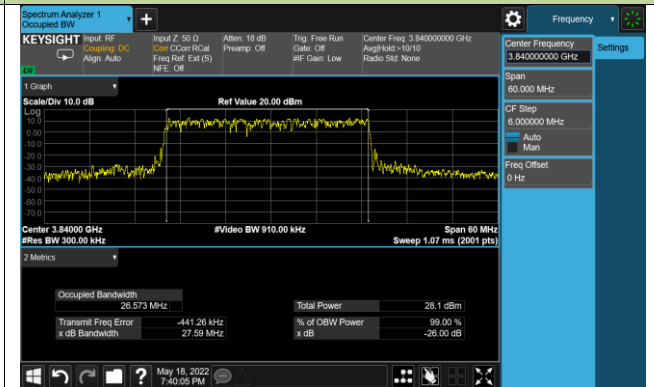 Spectrum Analyzer 1
Occupied BW
+
Frequency
KEYSIGHT
Input: RF
Coupling: DC
Align: Auto
Input Z: 50 Ω
Corr CCorr RCal
Freq Ref: Ext (S)
NFE: Off
Atten: 18 dB
Preamp: Off
Trig: Free Run
Gate: Off
#IF Gain: Low
Center Freq: 3.840000000 GHz
Avg|Hold:>10/10
Radio Std: None
Center Frequency
3.840000000 GHz
Settings
Span
60.000 MHz
CF Step
6.000000 MHz
Auto
Man
Freq Offset
0 Hz
1 Graph
Scale/Div 10.0 dB
Ref Value 20.00 dBm
Log
10.0
0.00
-10.0
-20.0
-30.0
-40.0
-50.0
-60.0
-70.0
Center 3.84000 GHz
#Video BW 910.00 kHz
Span 60 MHz
#Res BW 300.00 kHz
Sweep 1.07 ms (2001 pts)
2 Metrics
Occupied Bandwidth
26.573 MHz
Total Power 28.1 dBm
Transmit Freq Error -441.26 kHz
% of OBW Power 99.00 %
x dB Bandwidth 27.59 MHz
x dB -26.00 dB
?
May 18, 2022
7:40:05 PM